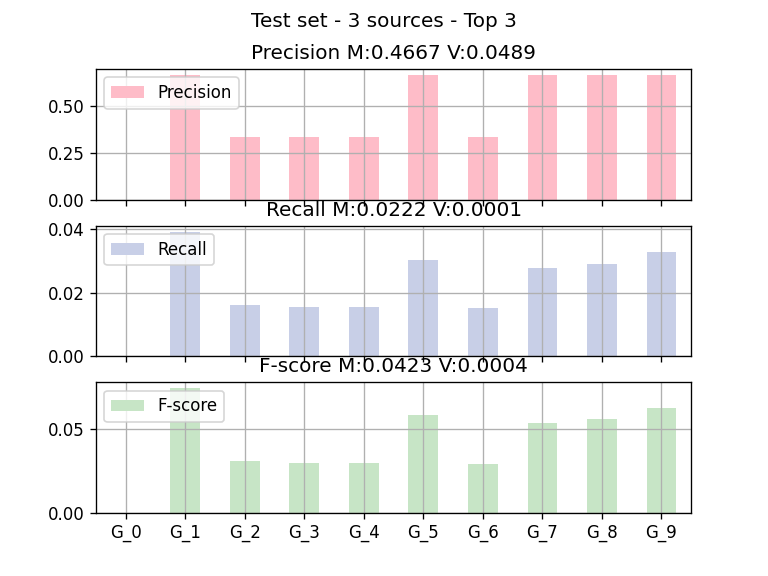 Test set - 3 sources - Top 3
Precision M:0.4667 V:0.0489
0.50
0.25
0.00
Precision
Recall M:0.0222 V:0.0001
0.04
0.02
0.00
Recall
F-score M:0.0423 V:0.0004
0.05
0.00
F-score
G_0 G_1 G_2 G_3 G_4 G_5 G_6 G_7 G_8 G_9